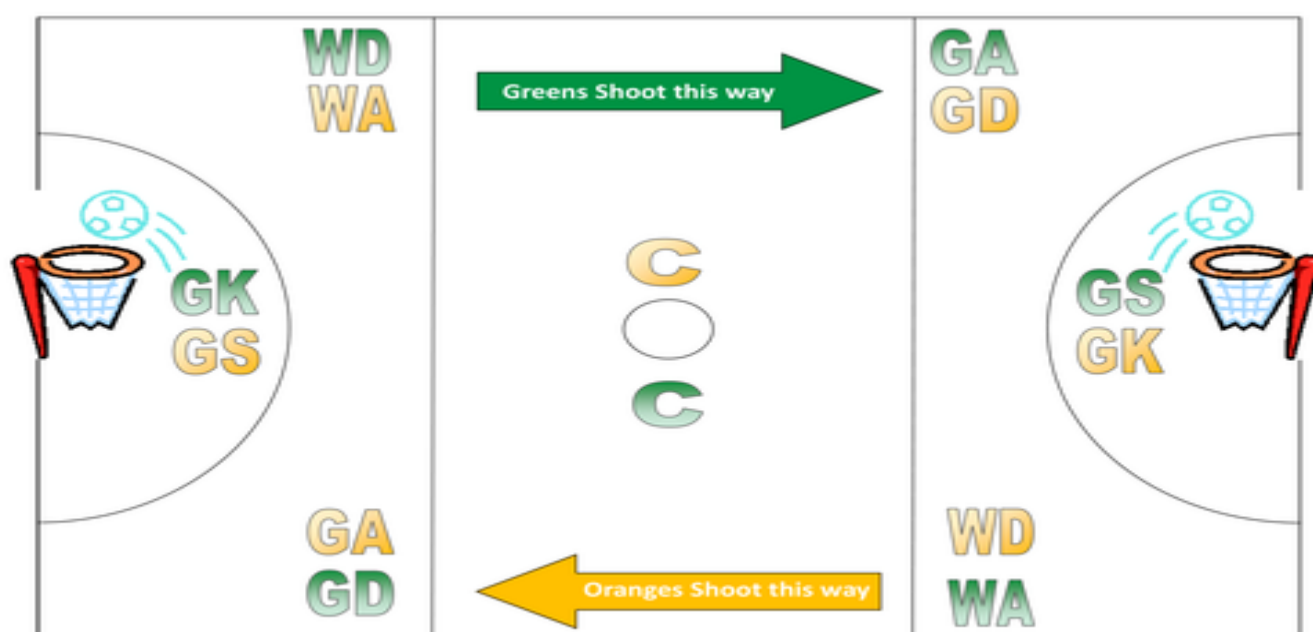 WD
WA
Greens Shoot this way
GA
GD
GK
GS
C
GS
GK
C
GA
GD
Oranges Shoot this way
WD
WA